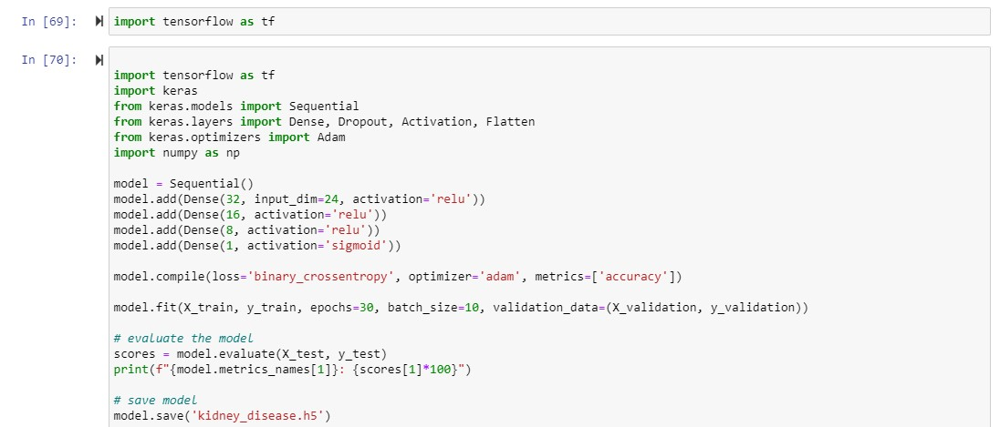 In [69]:
import tensorflow as tf
In [70]:
import tensorflow as tf
import keras
from keras.models import Sequential
from keras.layers import Dense, Dropout, Activation, Flatten
from keras.optimizers import Adam
import numpy as np
model = Sequential()
model.add(Dense(32, input_dim=24, activation='relu'))
model.add(Dense(16, activation='relu'))
model.add(Dense(8, activation='relu'))
model.add(Dense(1, activation='sigmoid'))
model.compile(loss='binary_crossentropy', optimizer='adam', metrics=['accuracy'])
model.fit(X_train, y_train, epochs=30, batch_size=10, validation_data=(X_validation, y_validation))
# evaluate the model
scores = model.evaluate(X_test, y_test)
print(f"{model.metrics_names[1]}: {scores[1]*100}")
# save model
model.save('kidney_disease.h5')